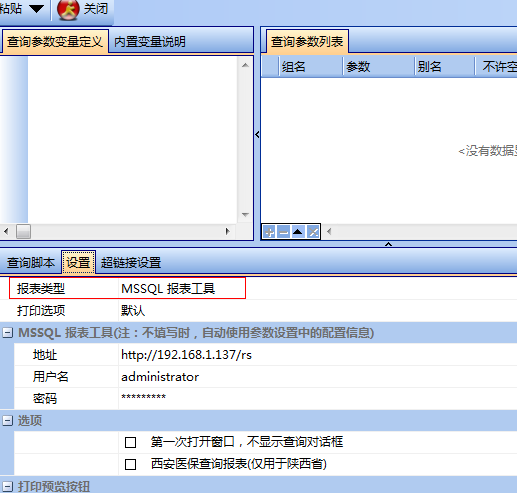 粘贴 关闭
查询参数变量定义 内置变量说明
查询参数列表
组名 参数 别名 不许空
<没有数据
查询脚本 设置 超链接设置
报表类型 MSSQL 报表工具
打印选项 默认
MSSQL 报表工具(注：不填写时，自动使用参数设置中的配置信息)
地址 http://192.168.1.137/rs
用户名 administrator
密码 *********
选项
第一次打开窗口，不显示查询对话框
西安医保查询报表(仅用于陕西省)
打印预览按钮